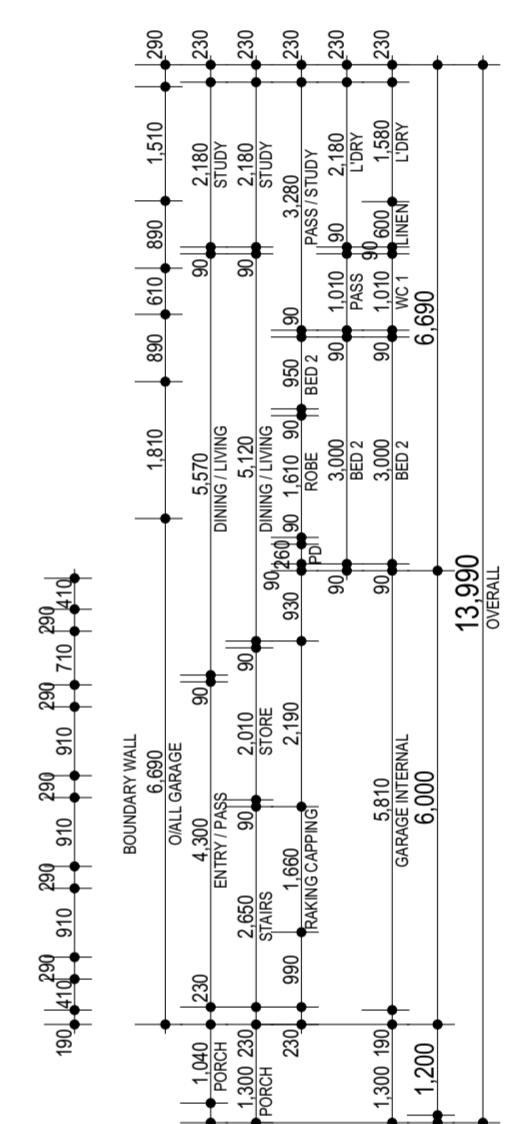 190 410 290 910 290 910 290 910 290 710 290 410
BOUNDARY WALL
6,690 1,810 890 610 890 1,510 290
O/ALL GARAGE
1,040 230 4,300 90 5,570 90 2,180 230
PORCH ENTRY / PASS DINING / LIVING STUDY
1,300 230 2,650 90 2,010 90 5,120 90 2,180 230
PORCH STAIRS STORE DINING / LIVING STUDY
230 990 1,660 2,190 930 90 260 90 1,610 90 950 90 3,280 230
RAKING CAPPING PD ROBE BED 2 PASS / STUDY
90 3,000 90 1,010 90 2,180 230
BED 2 PASS L'DRY
1,300 190 5,810 90 3,000 90 1,010 90 600 1,580 230
GARAGE INTERNAL BED 2 WC 1 LINEN L'DRY
1,200 6,000 6,690
13,990
OVERALL